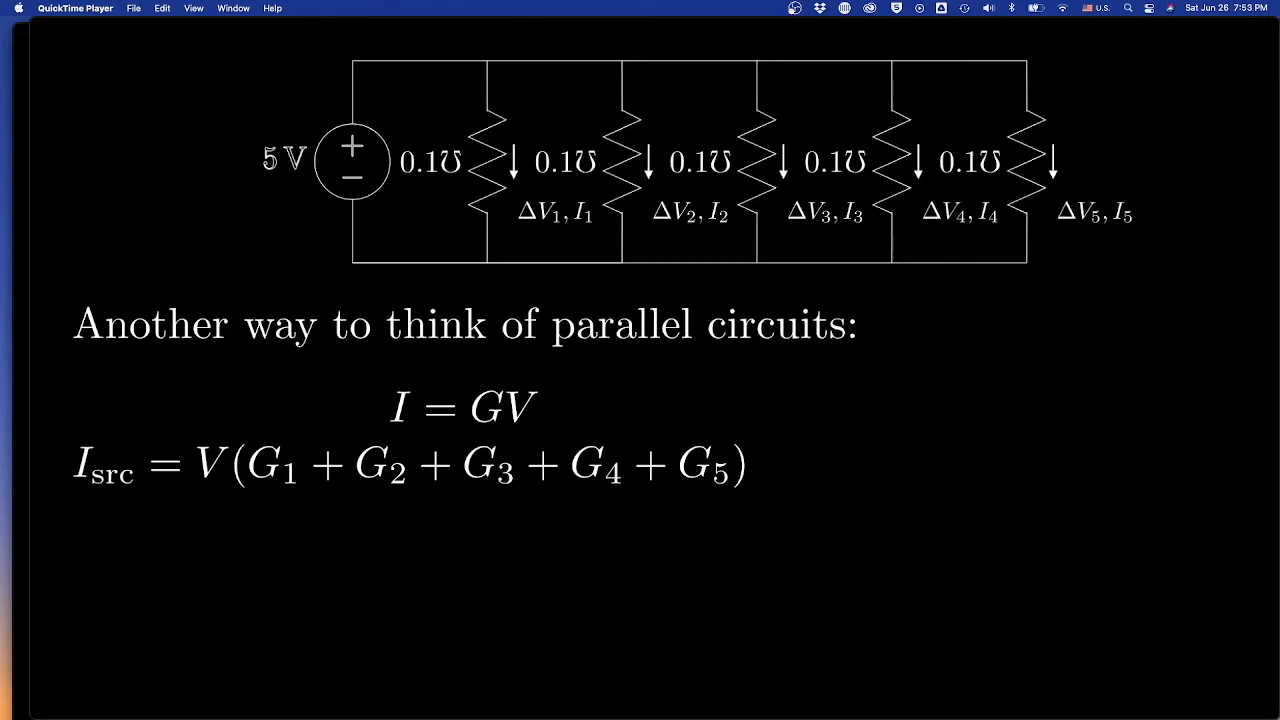 QuickTime Player File Edit View Window Help U.S. Sat Jun 26 7:53 PM
5 V + − 0.1℧ 0.1℧ 0.1℧ 0.1℧ 0.1℧
ΔV₁, I₁ ΔV₂, I₂ ΔV₃, I₃ ΔV₄, I₄ ΔV₅, I₅
Another way to think of parallel circuits:
I = GV
I_src = V(G₁ + G₂ + G₃ + G₄ + G₅)